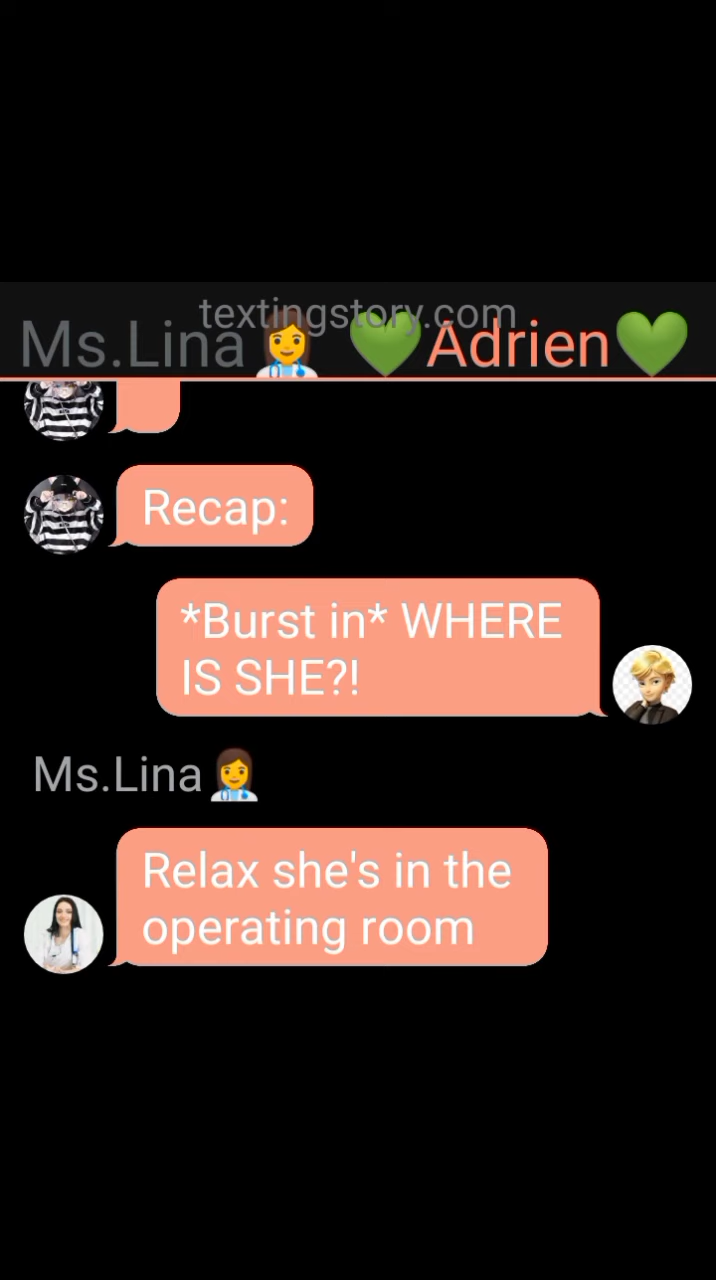 textingstory.com
Ms.Lina👩‍⚕️ 💚Adrien💚
Recap:
*Burst in* WHERE
IS SHE?!
Ms.Lina👩‍⚕️
Relax she's in the
operating room